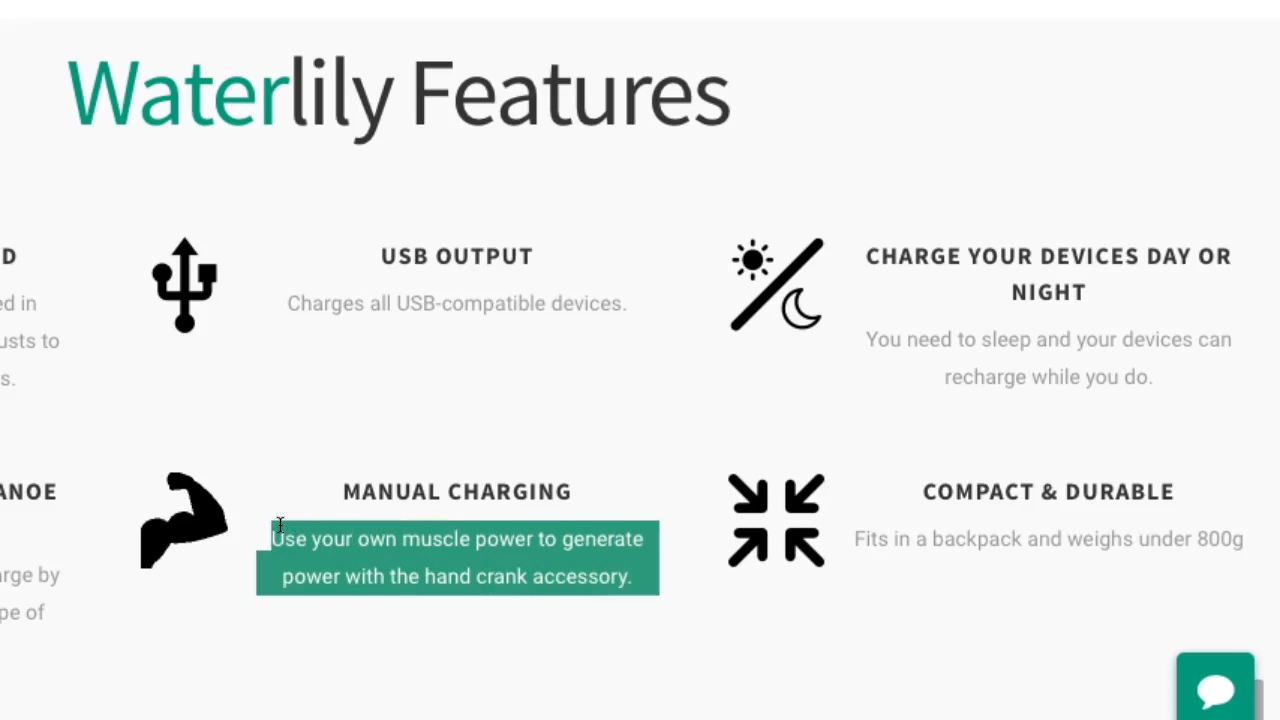 Waterlily Features
D
ed in
usts to
s.
USB OUTPUT
Charges all USB-compatible devices.
CHARGE YOUR DEVICES DAY OR
NIGHT
You need to sleep and your devices can
recharge while you do.
ANOE
arge by
pe of
MANUAL CHARGING
Use your own muscle power to generate
power with the hand crank accessory.
COMPACT & DURABLE
Fits in a backpack and weighs under 800g